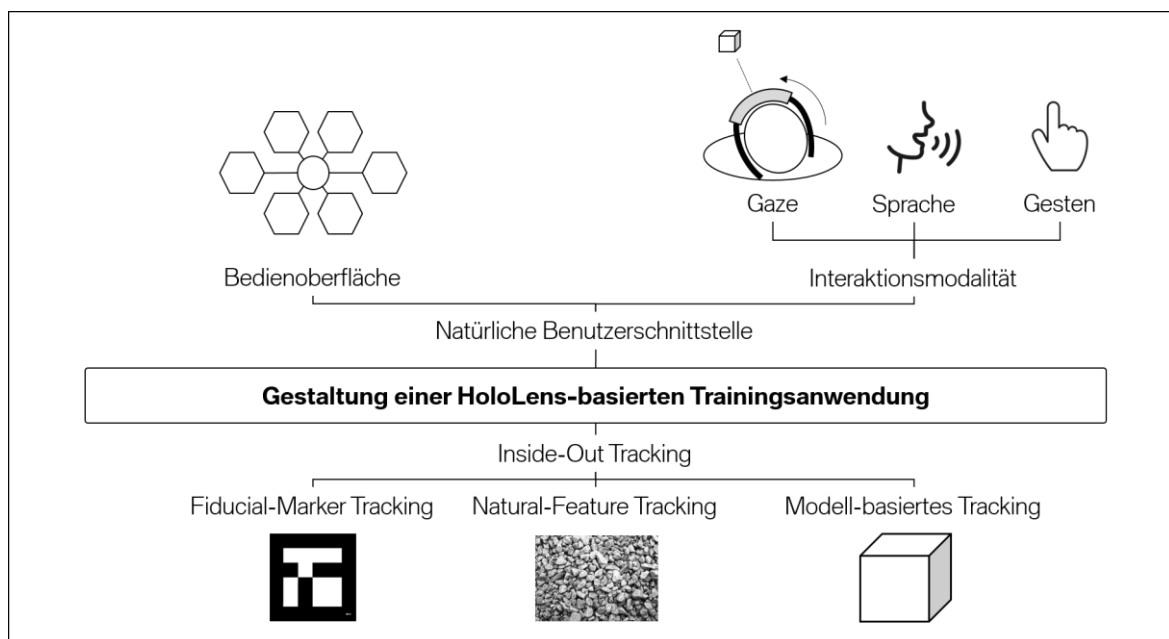 Gaze
Sprache
Gesten
Bedienoberfläche
Interaktionsmodalität
Natürliche Benutzerschnittstelle
Gestaltung einer HoloLens-basierten Trainingsanwendung
Inside-Out Tracking
Fiducial-Marker Tracking
Natural-Feature Tracking
Modell-basiertes Tracking